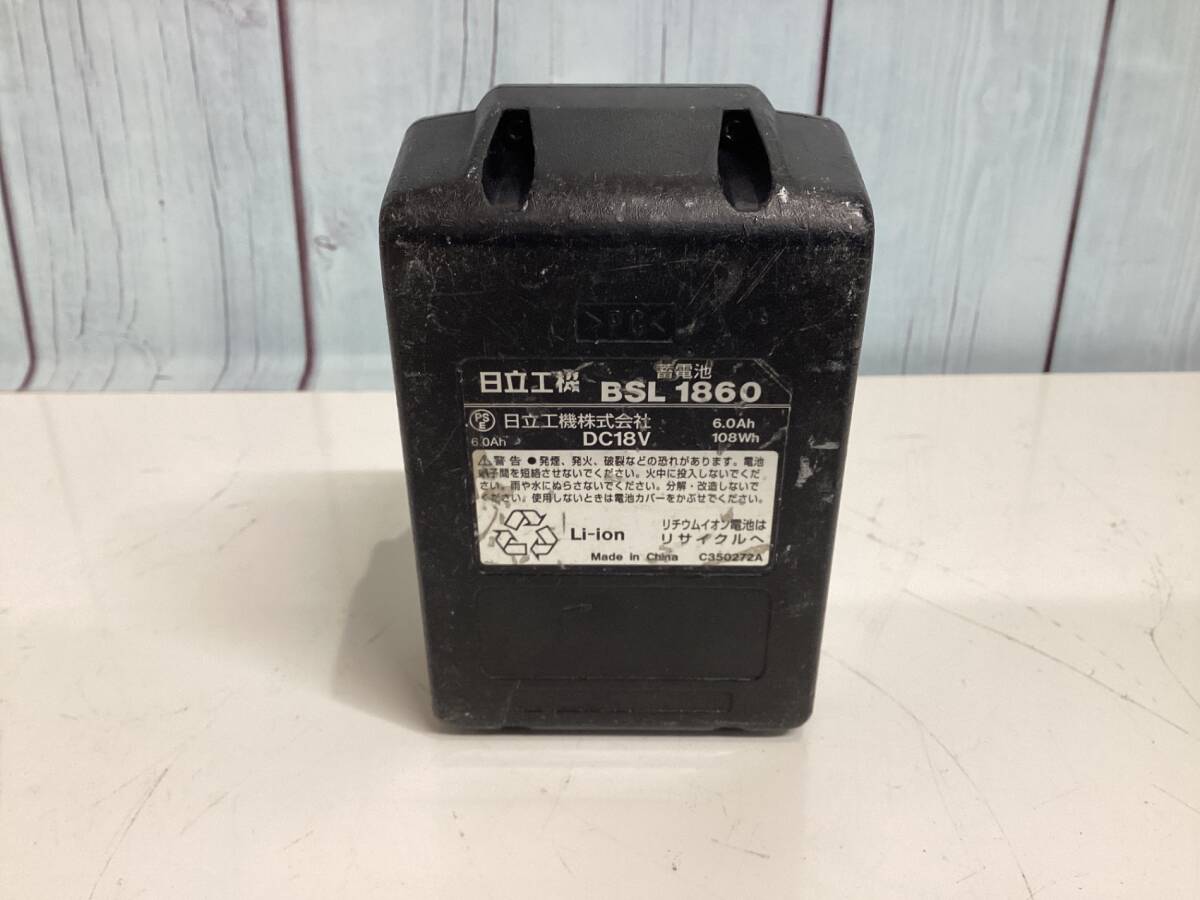 >PC<
日立工機 蓄電池 BSL 1860
PSE 日立工機株式会社 6.0Ah
6.0Ah DC18V 108Wh
⚠警告 ●発煙、発火、破裂などの恐れがあります。電池
端子間を短絡させないでください。火中に投入しないでくだ
さい。雨や水にぬらさないでください。分解・改造しないで
ください。使用しないときは電池カバーをかぶせてください。
Li-ion リチウムイオン電池は
リサイクルへ
Made in China C350272A